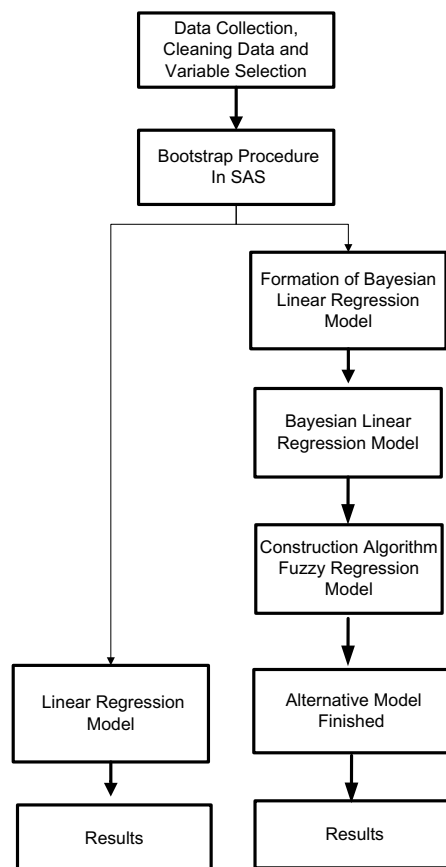 Data Collection,
Cleaning Data and
Variable Selection
Bootstrap Procedure
In SAS
Formation of Bayesian
Linear Regression
Model
Bayesian Linear
Regression Model
Construction Algorithm
Fuzzy Regression
Model
Linear Regression
Model
Alternative Model
Finished
Results
Results